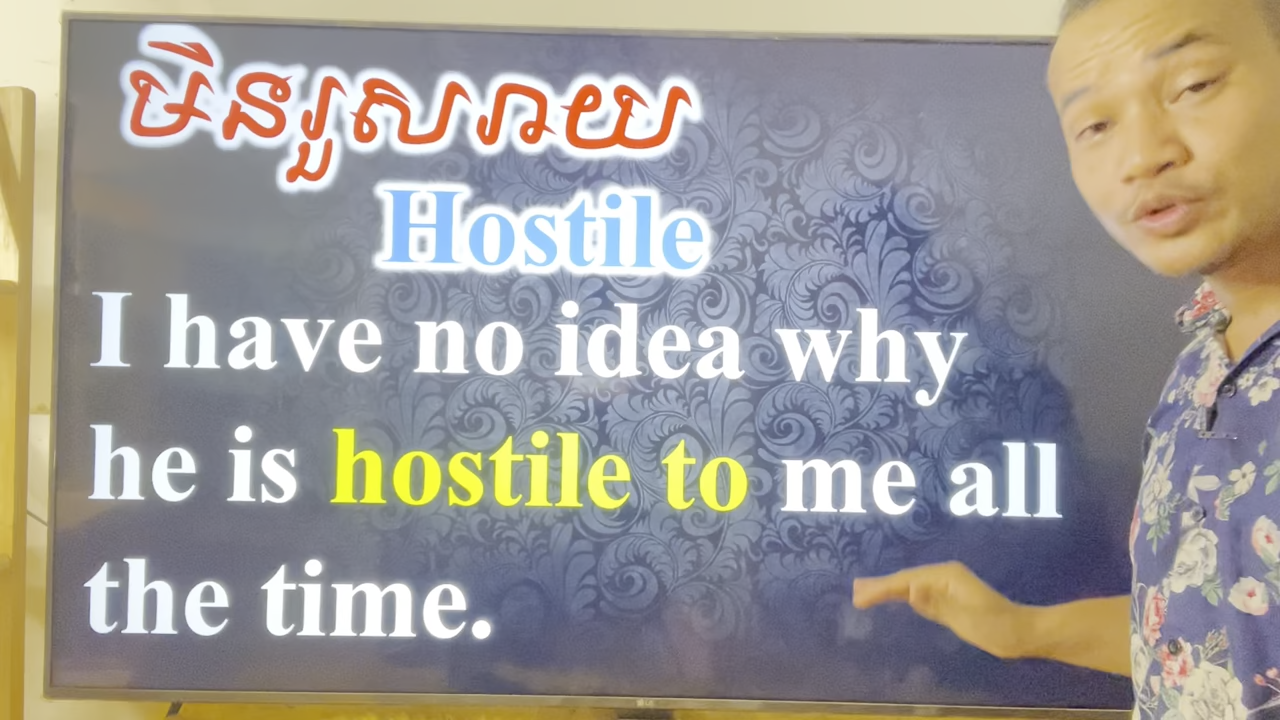 មិនរួសរាយ
Hostile
I have no idea why
he is hostile to me all
the time.